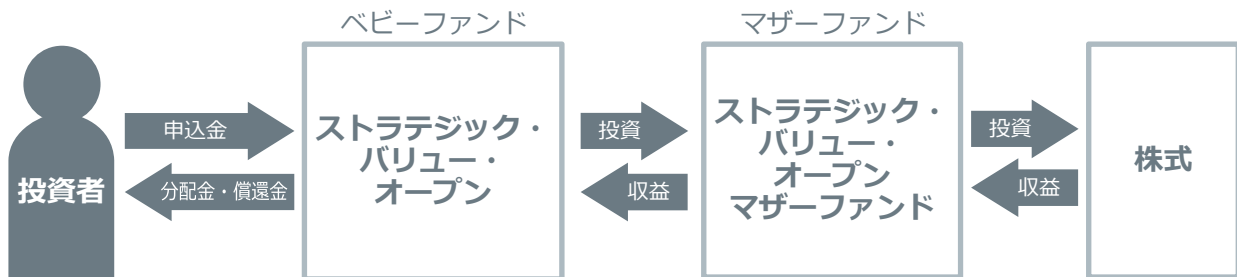 ベビーファンド
マザーファンド
投資者
申込金
分配金・償還金
ストラテジック・
バリュー・
オープン
投資
収益
ストラテジック・
バリュー・
オープン
マザーファンド
投資
収益
株式